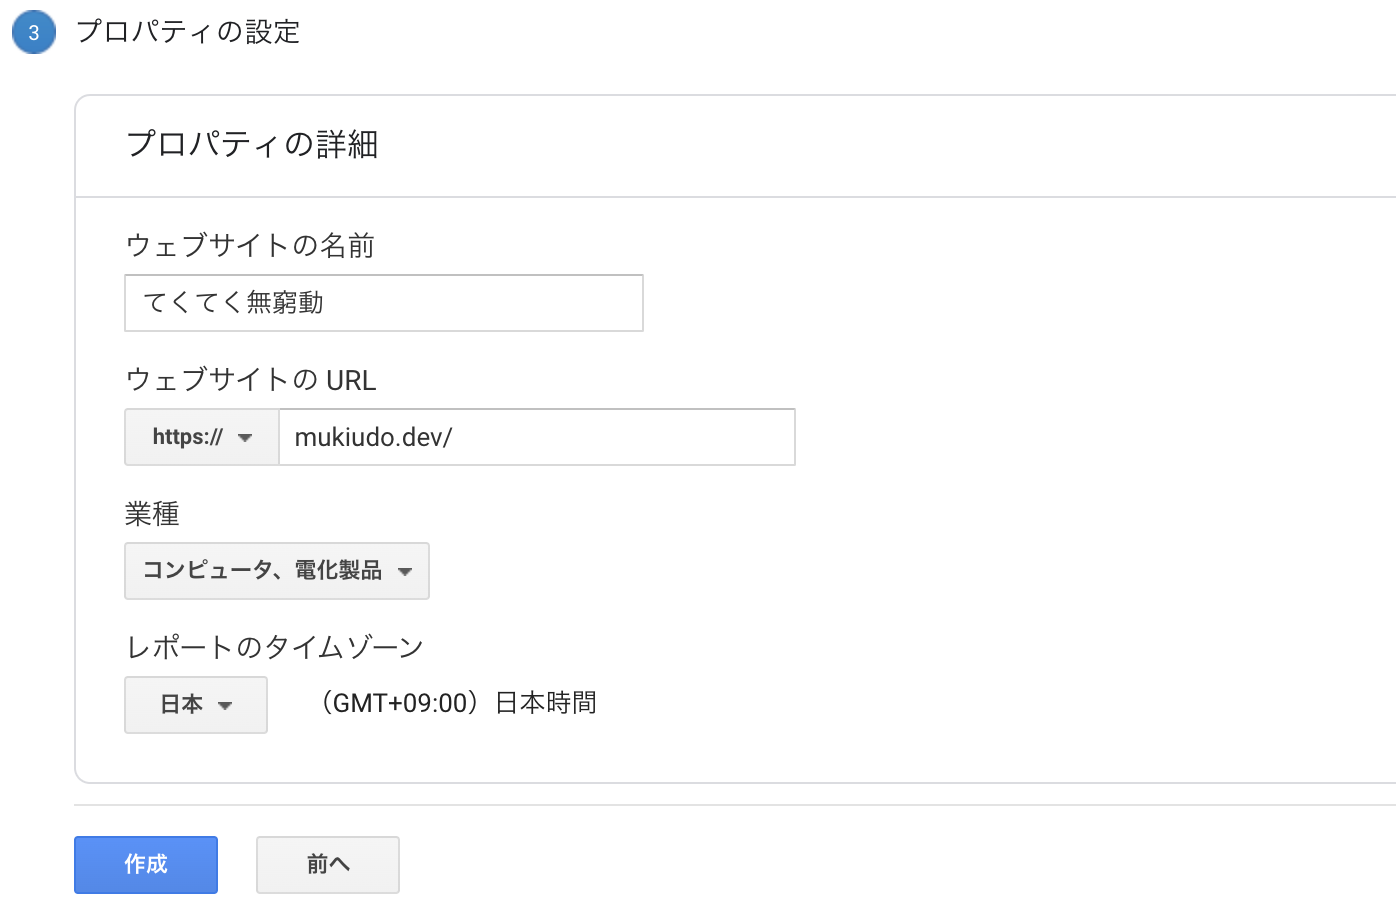 3 プロパティの設定
プロパティの詳細
ウェブサイトの名前
てくてく無窮動
ウェブサイトの URL
https:// mukiudo.dev/
業種
コンピュータ、電化製品
レポートのタイムゾーン
日本 （GMT+09:00）日本時間
作成 前へ